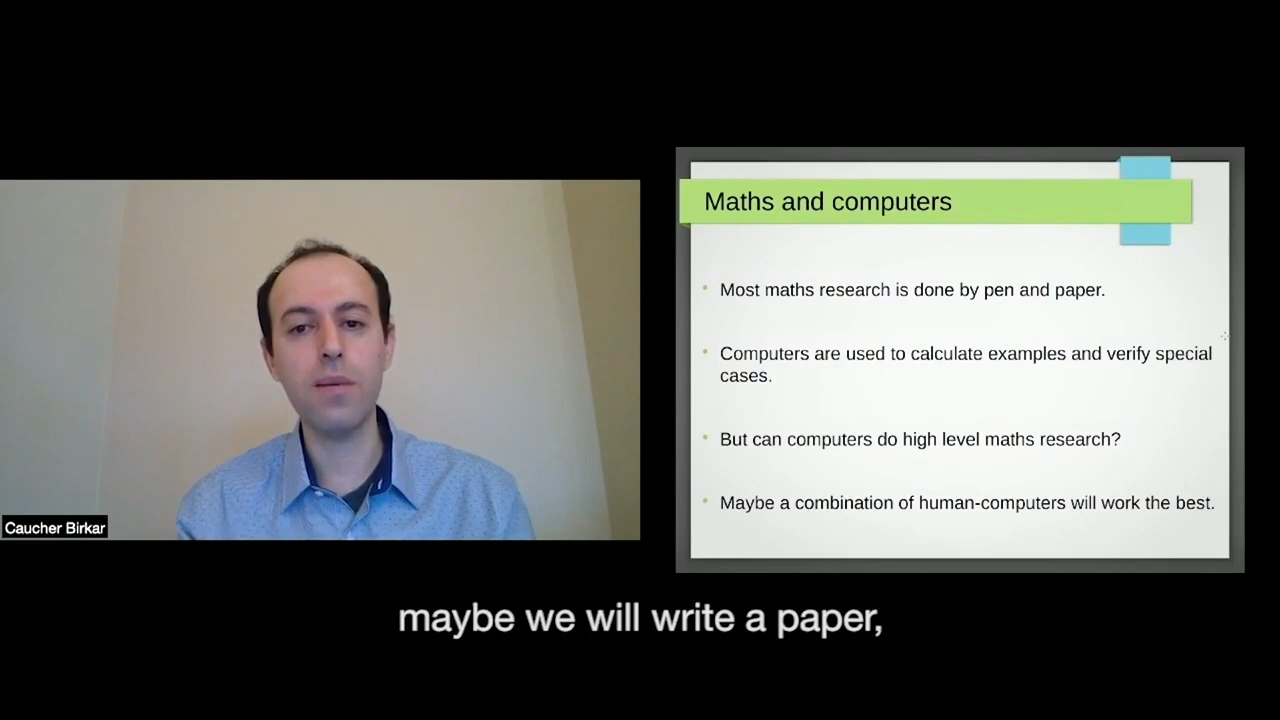 Maths and computers
Most maths research is done by pen and paper.
Computers are used to calculate examples and verify special
cases.
But can computers do high level maths research?
Maybe a combination of human-computers will work the best.
Caucher Birkar
maybe we will write a paper,